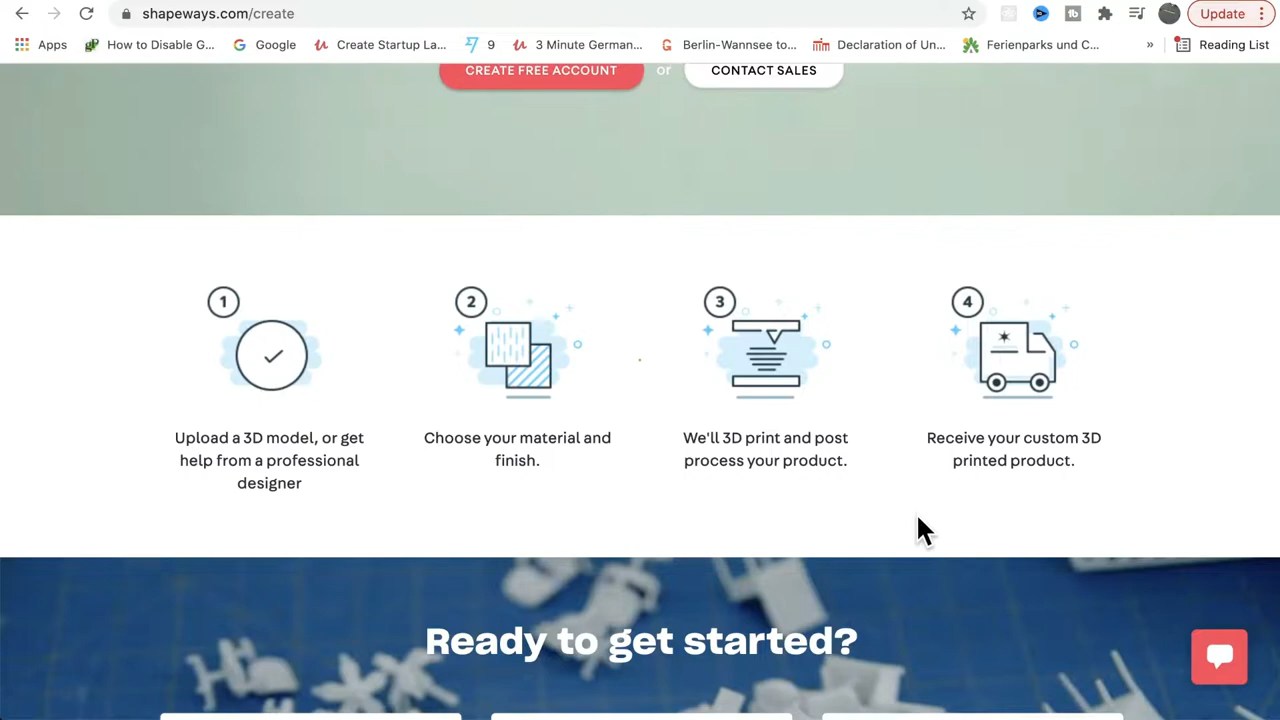 shapeways.com/create
Update
Apps
How to Disable G...
Google
Create Startup La...
9
3 Minute German...
Berlin-Wannsee to...
Declaration of Un...
Ferienparks und C...
»
Reading List
CREATE FREE ACCOUNT
or
CONTACT SALES
1
2
3
4
Upload a 3D model, or get
help from a professional
designer
Choose your material and
finish.
We'll 3D print and post
process your product.
Receive your custom 3D
printed product.
Ready to get started?